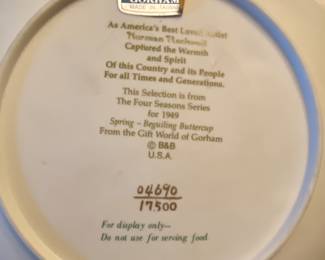 GORHAM
MADE IN TAIWAN
As America's Best Loved Artist
Norman Rockwell
Captured the Warmth
and Spirit
Of this Country and its People
For all Times and Generations.
This Selection is from
The Four Seasons Series
for 1949
Spring – Beguiling Buttercup
From the Gift World of Gorham
© B&B
U.S.A.
04690
17500
For display only—
Do not use for serving food